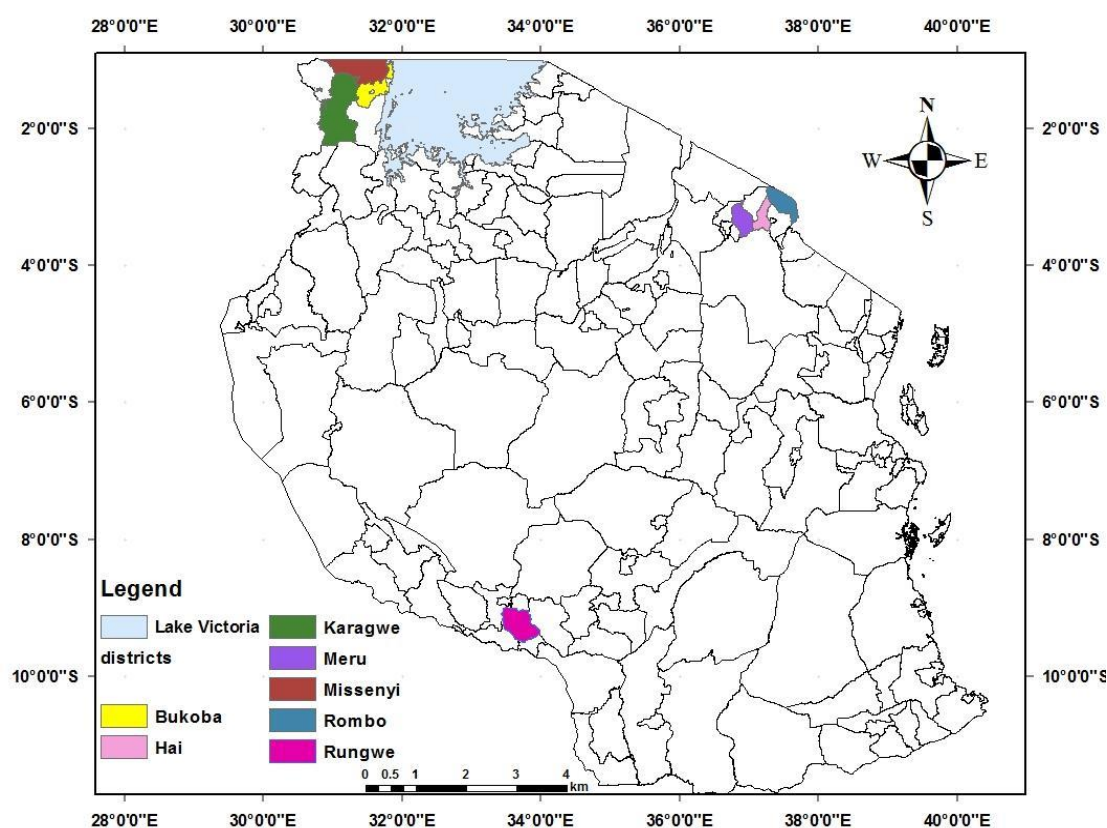 28°0'0"E 30°0'0"E 32°0'0"E 34°0'0"E 36°0'0"E 38°0'0"E 40°0'0"E
N
W E
S
2°0'0"S 2°0'0"S
4°0'0"S 4°0'0"S
6°0'0"S 6°0'0"S
8°0'0"S 8°0'0"S
10°0'0"S 10°0'0"S
Legend
Lake Victoria
districts
Bukoba
Hai
Karagwe
Meru
Missenyi
Rombo
Rungwe
0 0.5 1 2 3 4
km
28°0'0"E 30°0'0"E 32°0'0"E 34°0'0"E 36°0'0"E 38°0'0"E 40°0'0"E